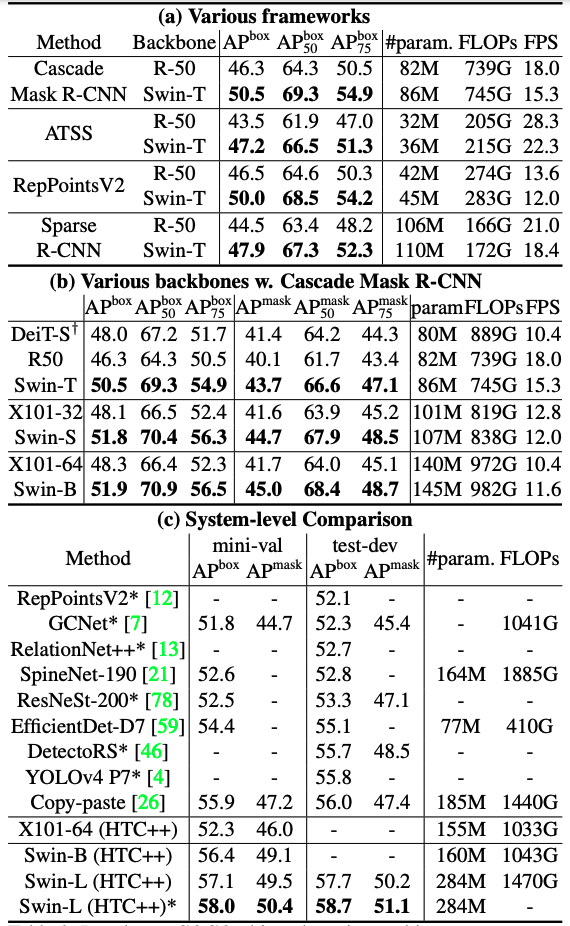 (a) Various frameworks
Method Backbone AP^box AP^box_50 AP^box_75 #param. FLOPs FPS
Cascade R-50 46.3 64.3 50.5 82M 739G 18.0
Mask R-CNN Swin-T 50.5 69.3 54.9 86M 745G 15.3
ATSS R-50 43.5 61.9 47.0 32M 205G 28.3
Swin-T 47.2 66.5 51.3 36M 215G 22.3
RepPointsV2 R-50 46.5 64.6 50.3 42M 274G 13.6
Swin-T 50.0 68.5 54.2 45M 283G 12.0
Sparse R-50 44.5 63.4 48.2 106M 166G 21.0
R-CNN Swin-T 47.9 67.3 52.3 110M 172G 18.4
(b) Various backbones w. Cascade Mask R-CNN
AP^box AP^box_50 AP^box_75 AP^mask AP^mask_50 AP^mask_75 param FLOPs FPS
DeiT-S† 48.0 67.2 51.7 41.4 64.2 44.3 80M 889G 10.4
R50 46.3 64.3 50.5 40.1 61.7 43.4 82M 739G 18.0
Swin-T 50.5 69.3 54.9 43.7 66.6 47.1 86M 745G 15.3
X101-32 48.1 66.5 52.4 41.6 63.9 45.2 101M 819G 12.8
Swin-S 51.8 70.4 56.3 44.7 67.9 48.5 107M 838G 12.0
X101-64 48.3 66.4 52.3 41.7 64.0 45.1 140M 972G 10.4
Swin-B 51.9 70.9 56.5 45.0 68.4 48.7 145M 982G 11.6
(c) System-level Comparison
Method mini-val test-dev #param. FLOPs
AP^box AP^mask AP^box AP^mask
RepPointsV2* [12] - - 52.1 - - -
GCNet* [7] 51.8 44.7 52.3 45.4 - 1041G
RelationNet++* [13] - - 52.7 - - -
SpineNet-190 [21] 52.6 - 52.8 - 164M 1885G
ResNeSt-200* [78] 52.5 - 53.3 47.1 - -
EfficientDet-D7 [59] 54.4 - 55.1 - 77M 410G
DetectoRS* [46] - - 55.7 48.5 - -
YOLOv4 P7* [4] - - 55.8 - - -
Copy-paste [26] 55.9 47.2 56.0 47.4 185M 1440G
X101-64 (HTC++) 52.3 46.0 - - 155M 1033G
Swin-B (HTC++) 56.4 49.1 - - 160M 1043G
Swin-L (HTC++) 57.1 49.5 57.7 50.2 284M 1470G
Swin-L (HTC++)* 58.0 50.4 58.7 51.1 284M -